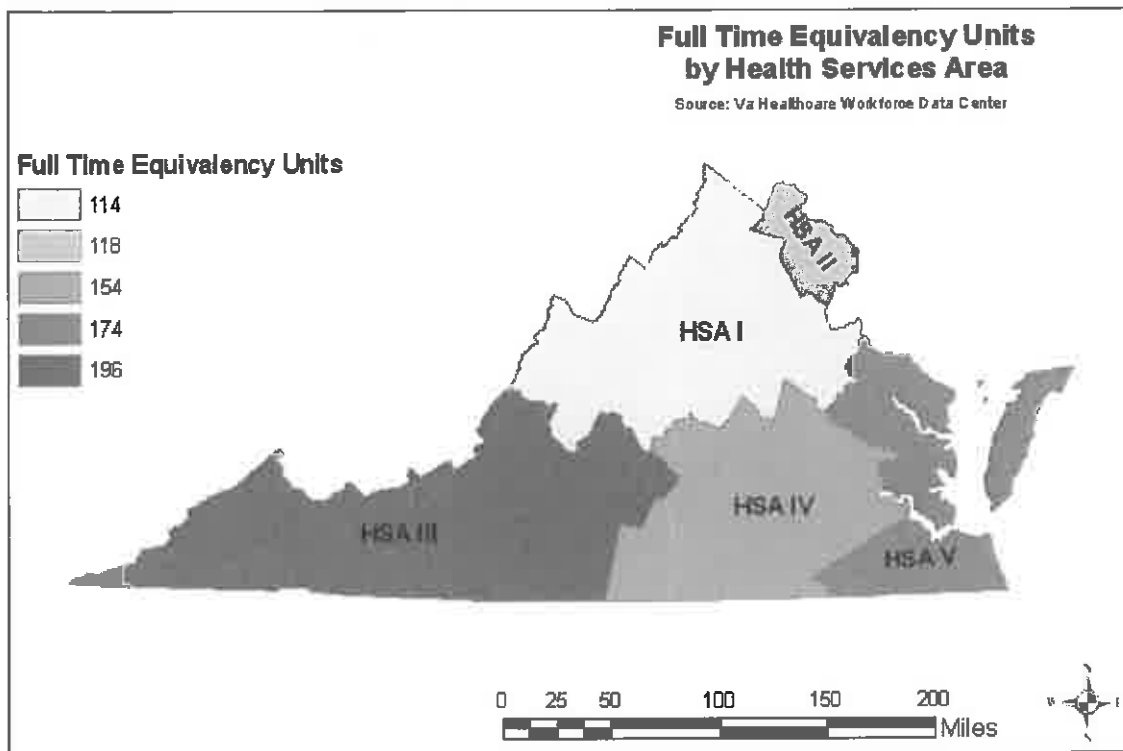 Full Time Equivalency Units
by Health Services Area
Source: Va Healthcare Workforce Data Center
Full Time Equivalency Units
114
118
154
174
196
HSA II
HSA I
HSA III
HSA IV
HSA V
0 25 50 100 150 200
Miles
W E